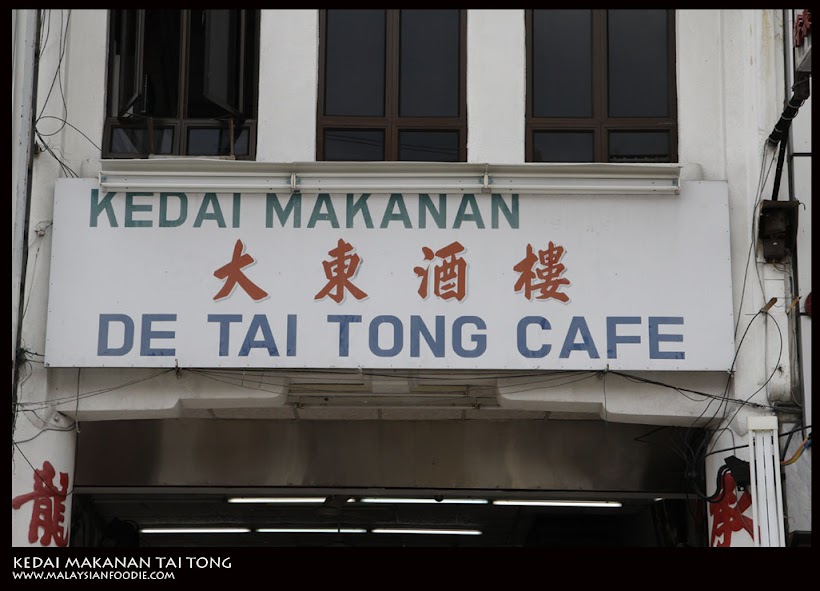 KEDAI MAKANAN
大東酒樓
DE TAI TONG CAFE
龍
KEDAI MAKANAN TAI TONG
WWW.MALAYSIANFOODIE.COM